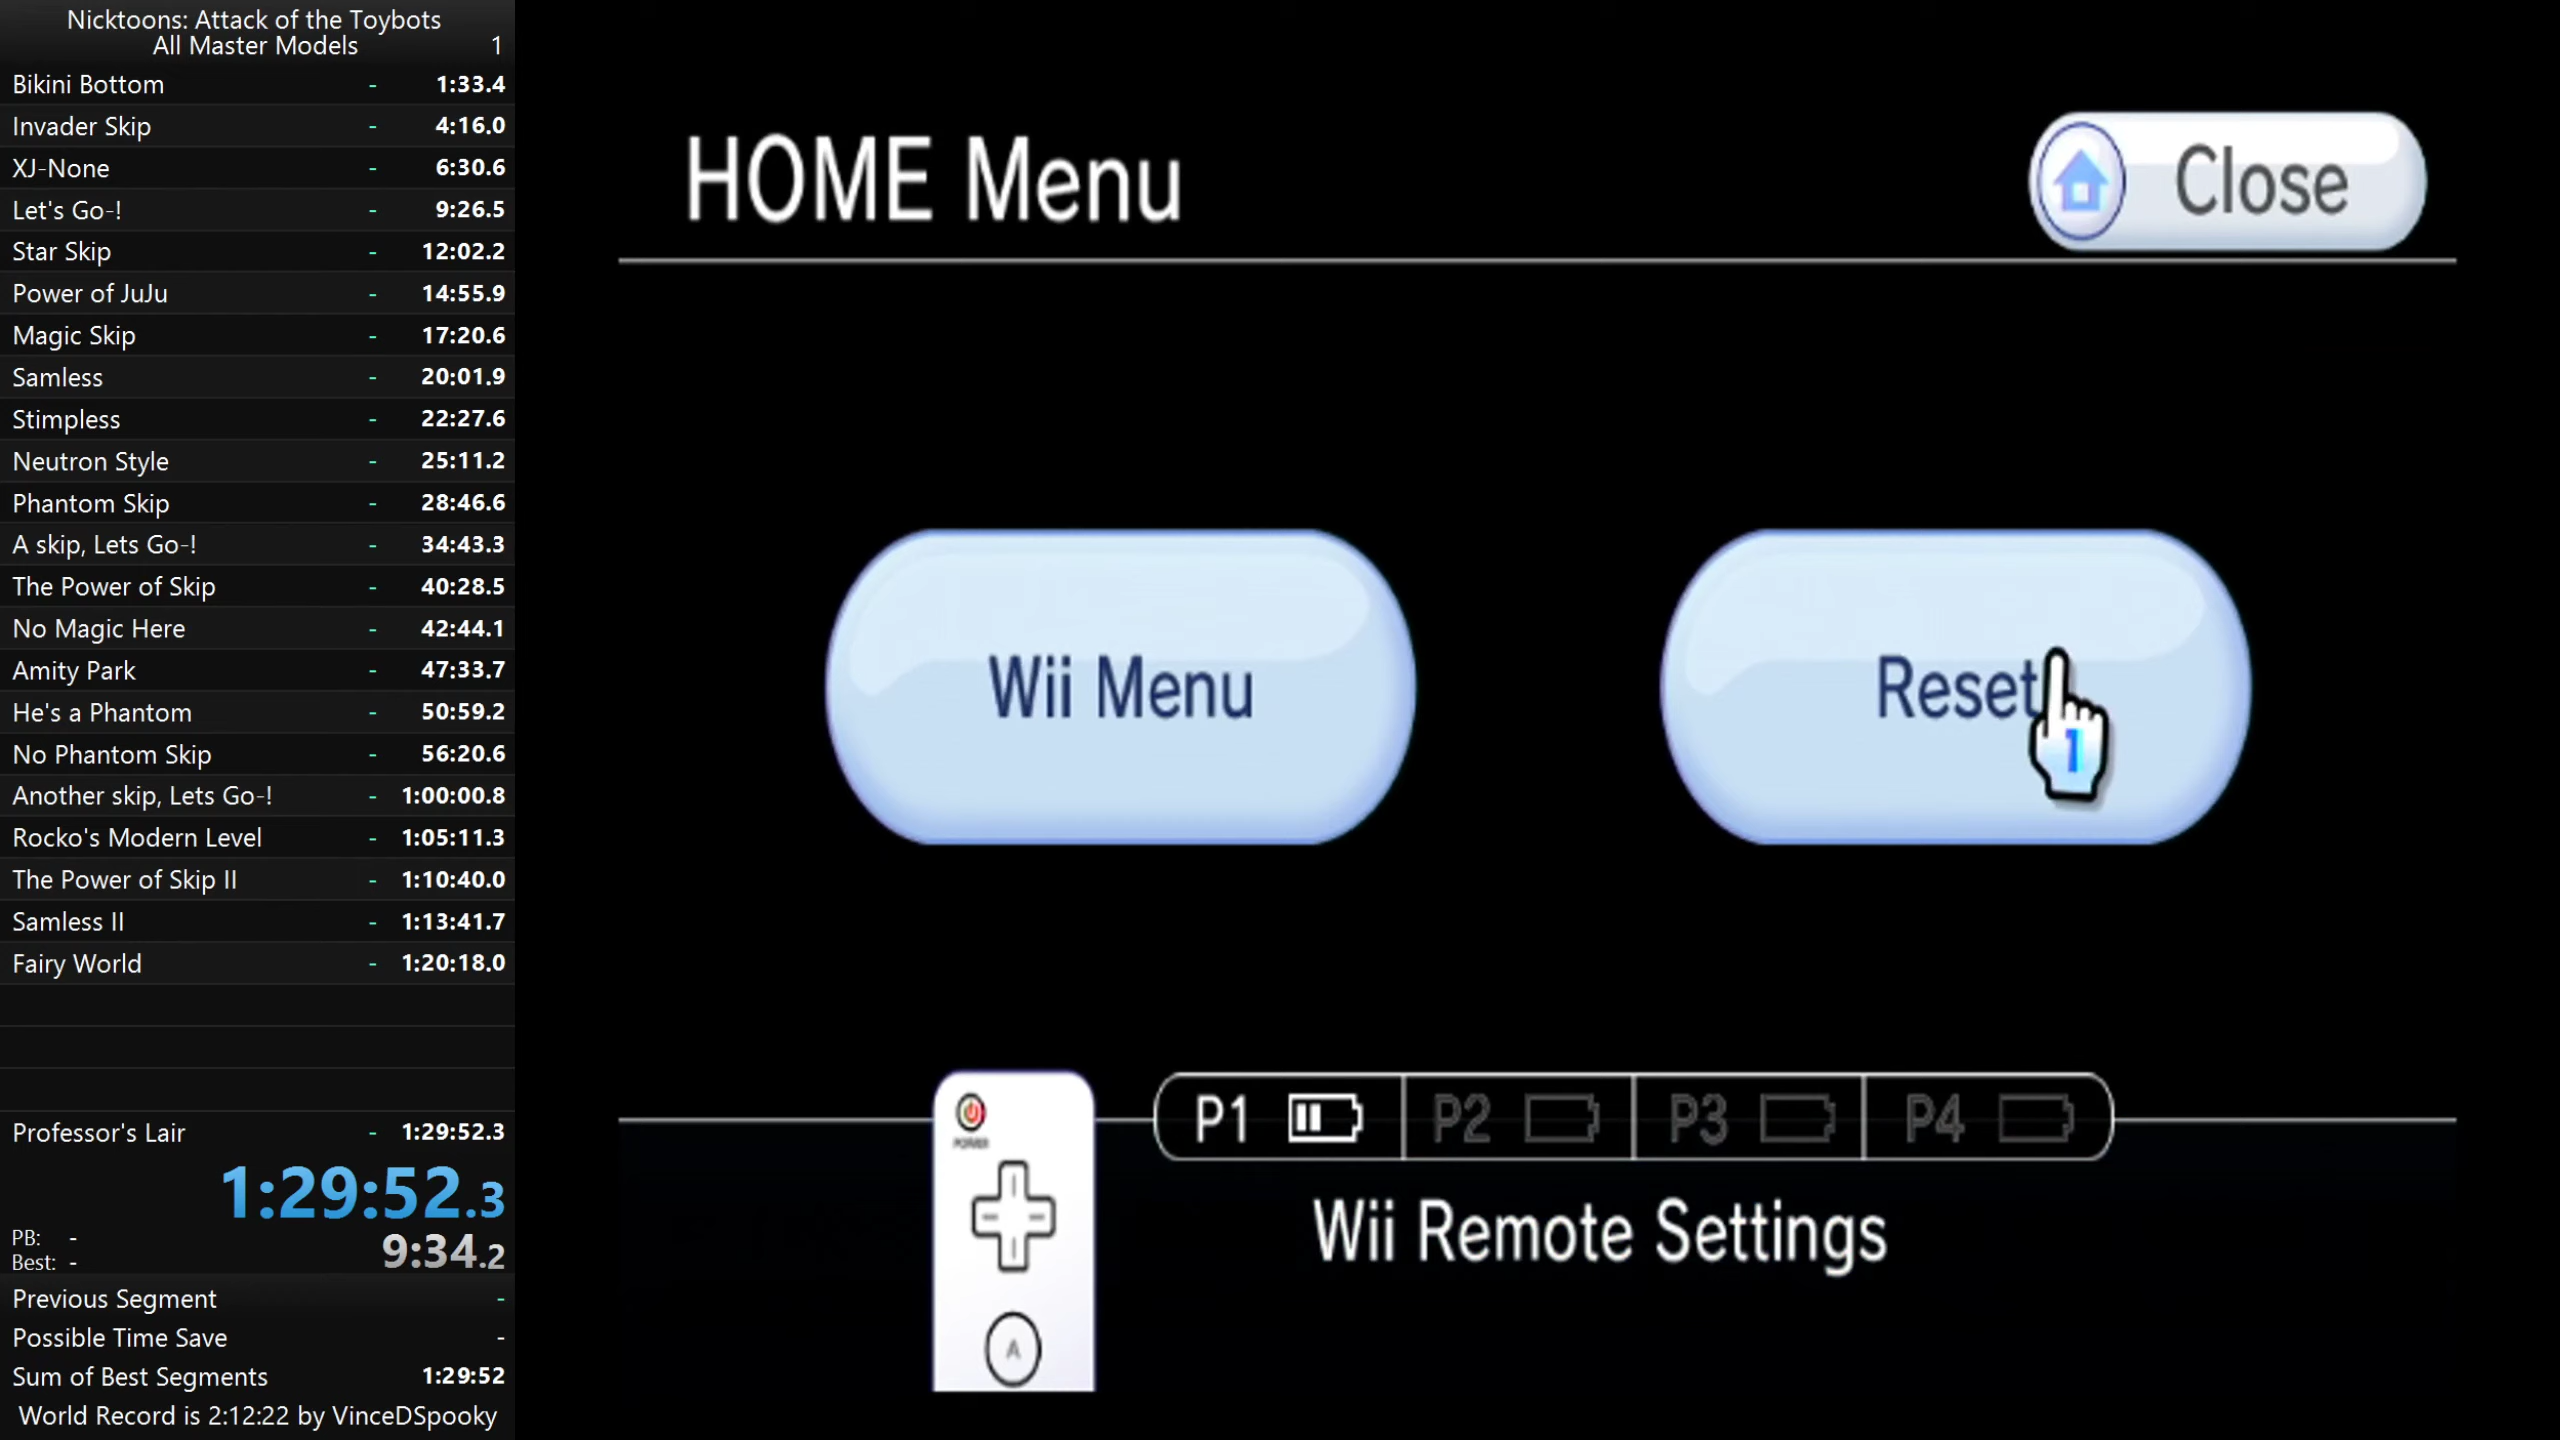 Nicktoons: Attack of the Toybots
All Master Models 1
Bikini Bottom - 1:33.4
Invader Skip - 4:16.0
XJ-None - 6:30.6
Let's Go-! - 9:26.5
Star Skip - 12:02.2
Power of JuJu - 14:55.9
Magic Skip - 17:20.6
Samless - 20:01.9
Stimpless - 22:27.6
Neutron Style - 25:11.2
Phantom Skip - 28:46.6
A skip, Lets Go-! - 34:43.3
The Power of Skip - 40:28.5
No Magic Here - 42:44.1
Amity Park - 47:33.7
He's a Phantom - 50:59.2
No Phantom Skip - 56:20.6
Another skip, Lets Go-! - 1:00:00.8
Rocko's Modern Level - 1:05:11.3
The Power of Skip II - 1:10:40.0
Samless II - 1:13:41.7
Fairy World - 1:20:18.0
Professor's Lair - 1:29:52.3
1:29:52.3
PB: -
Best: -
9:34.2
Previous Segment -
Possible Time Save -
Sum of Best Segments 1:29:52
World Record is 2:12:22 by VinceDSpooky
HOME Menu
Close
Wii Menu
Reset
1
POWER
P1 P2 P3 P4
Wii Remote Settings
A